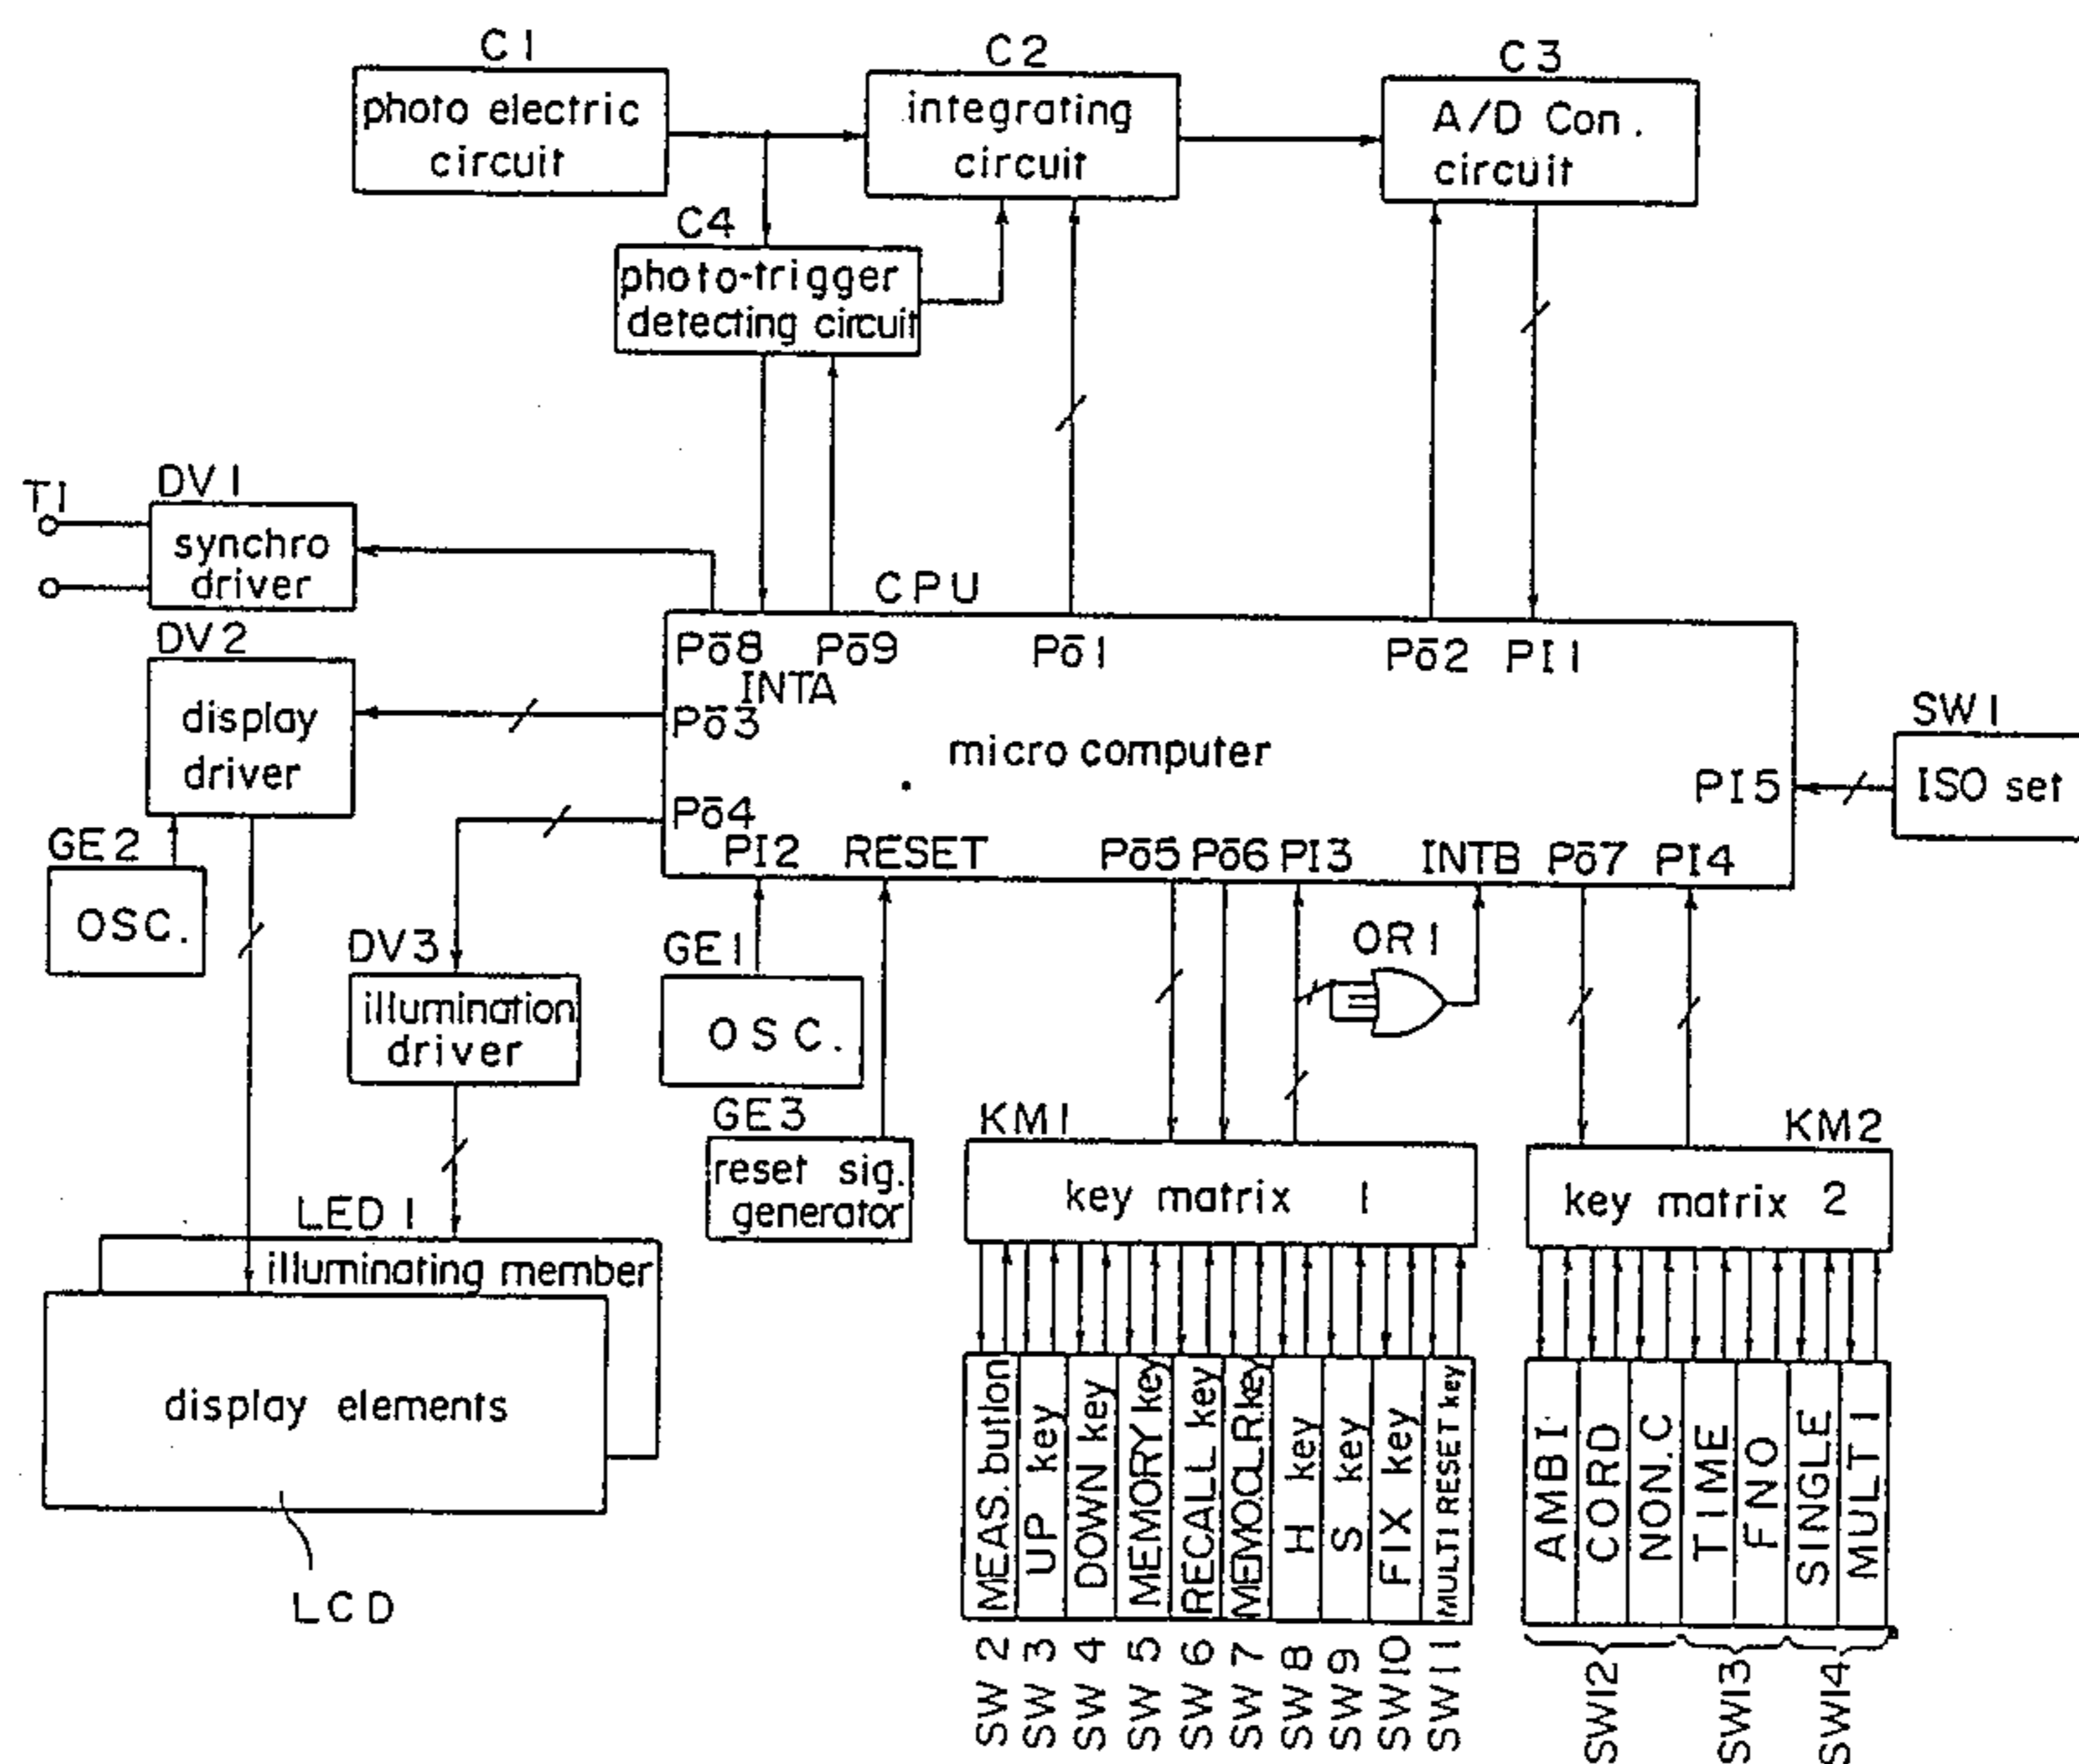 C1
photo electric
circuit
C2
integrating
circuit
C3
A/D Con.
circuit
C4
photo-trigger
detecting circuit
T1
DV1
synchro
driver
DV2
display
driver
GE2
OSC.
CPU
Pō8
INTA
Pō9
Pō1
Pō2
PI1
Pō3
micro computer
Pō4
PI2
RESET
Pō5
Pō6
PI3
INTB
Pō7
PI4
PI5
SW1
ISO set
DV3
illumination
driver
GE1
OSC.
GE3
reset sig.
generator
OR1
KM1
key matrix 1
KM2
key matrix 2
LED1
illuminating member
display elements
LCD
MEAS. button
UP key
DOWN key
MEMORY key
RECALL key
MEMO.CLR.key
H key
S key
FIX key
MULTI RESET key
AMBI
CORD
NON.C
TIME
FNO
SINGLE
MULTI
SW2
SW3
SW4
SW5
SW6
SW7
SW8
SW9
SW10
SW11
SW12
SW13
SW14